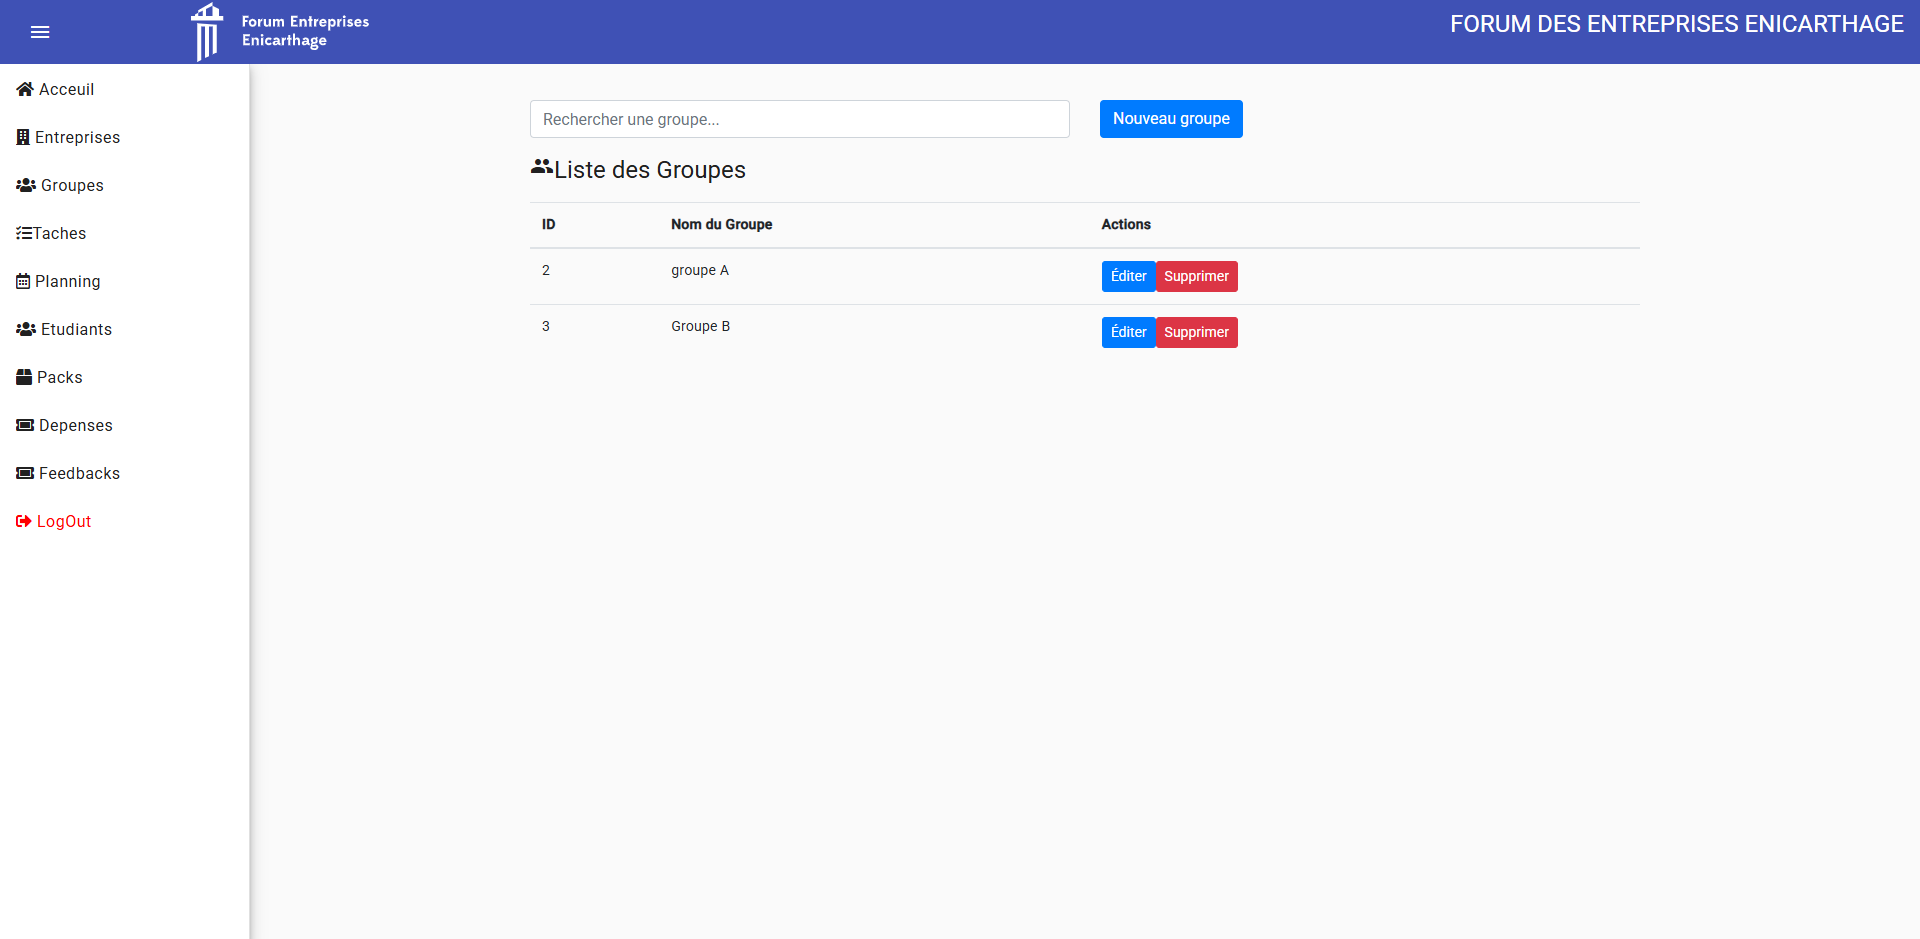 Forum Entreprises
Enicarthage
FORUM DES ENTREPRISES ENICARTHAGE
Acceuil
Entreprises
Groupes
Taches
Planning
Etudiants
Packs
Depenses
Feedbacks
LogOut
Rechercher une groupe... Nouveau groupe
Liste des Groupes
ID Nom du Groupe Actions
2 groupe A Éditer Supprimer
3 Groupe B Éditer Supprimer